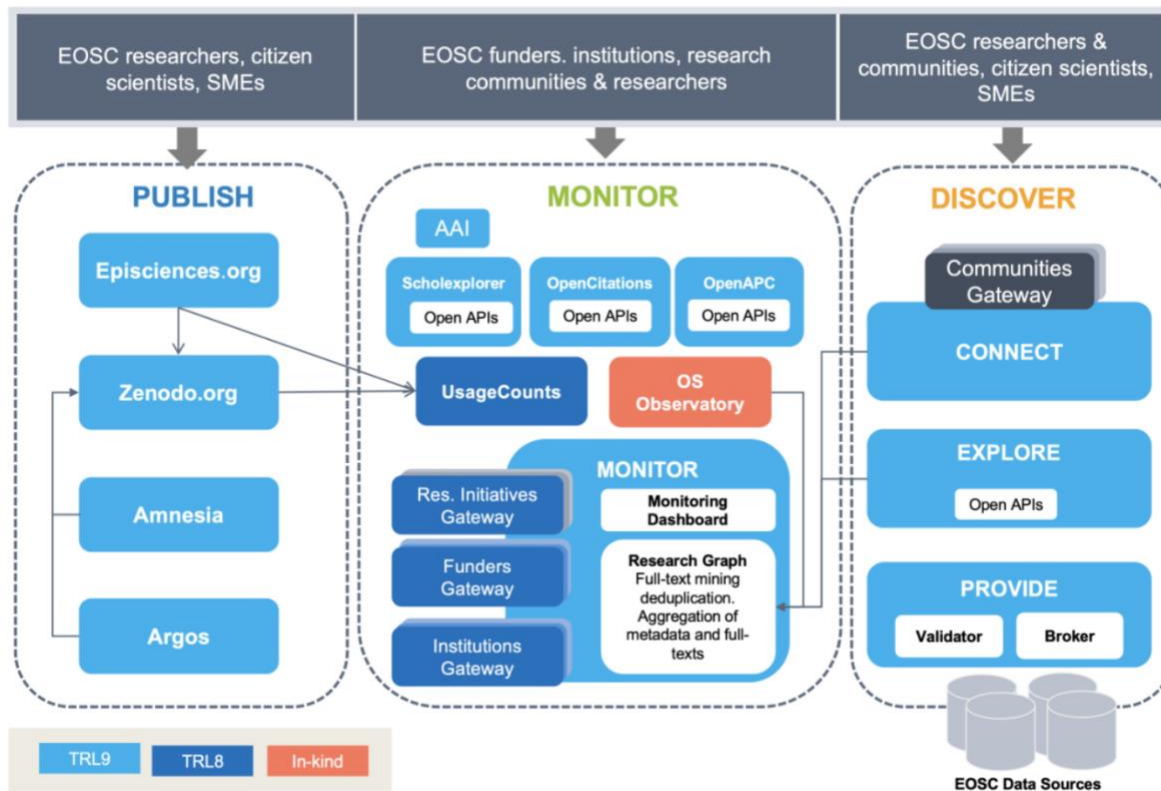 EOSC researchers, citizen
scientists, SMEs
EOSC funders. institutions, research
communities & researchers
EOSC researchers &
communities, citizen scientists,
SMEs
PUBLISH
Episciences.org
Zenodo.org
Amnesia
Argos
MONITOR
AAI
Scholexplorer
Open APIs
OpenCitations
Open APIs
OpenAPC
Open APIs
UsageCounts
OS
Observatory
MONITOR
Res. Initiatives
Gateway
Funders
Gateway
Institutions
Gateway
Monitoring
Dashboard
Research Graph
Full-text mining
deduplication.
Aggregation of
metadata and full-
texts
DISCOVER
Communities
Gateway
CONNECT
EXPLORE
Open APIs
PROVIDE
Validator
Broker
EOSC Data Sources
TRL9
TRL8
In-kind